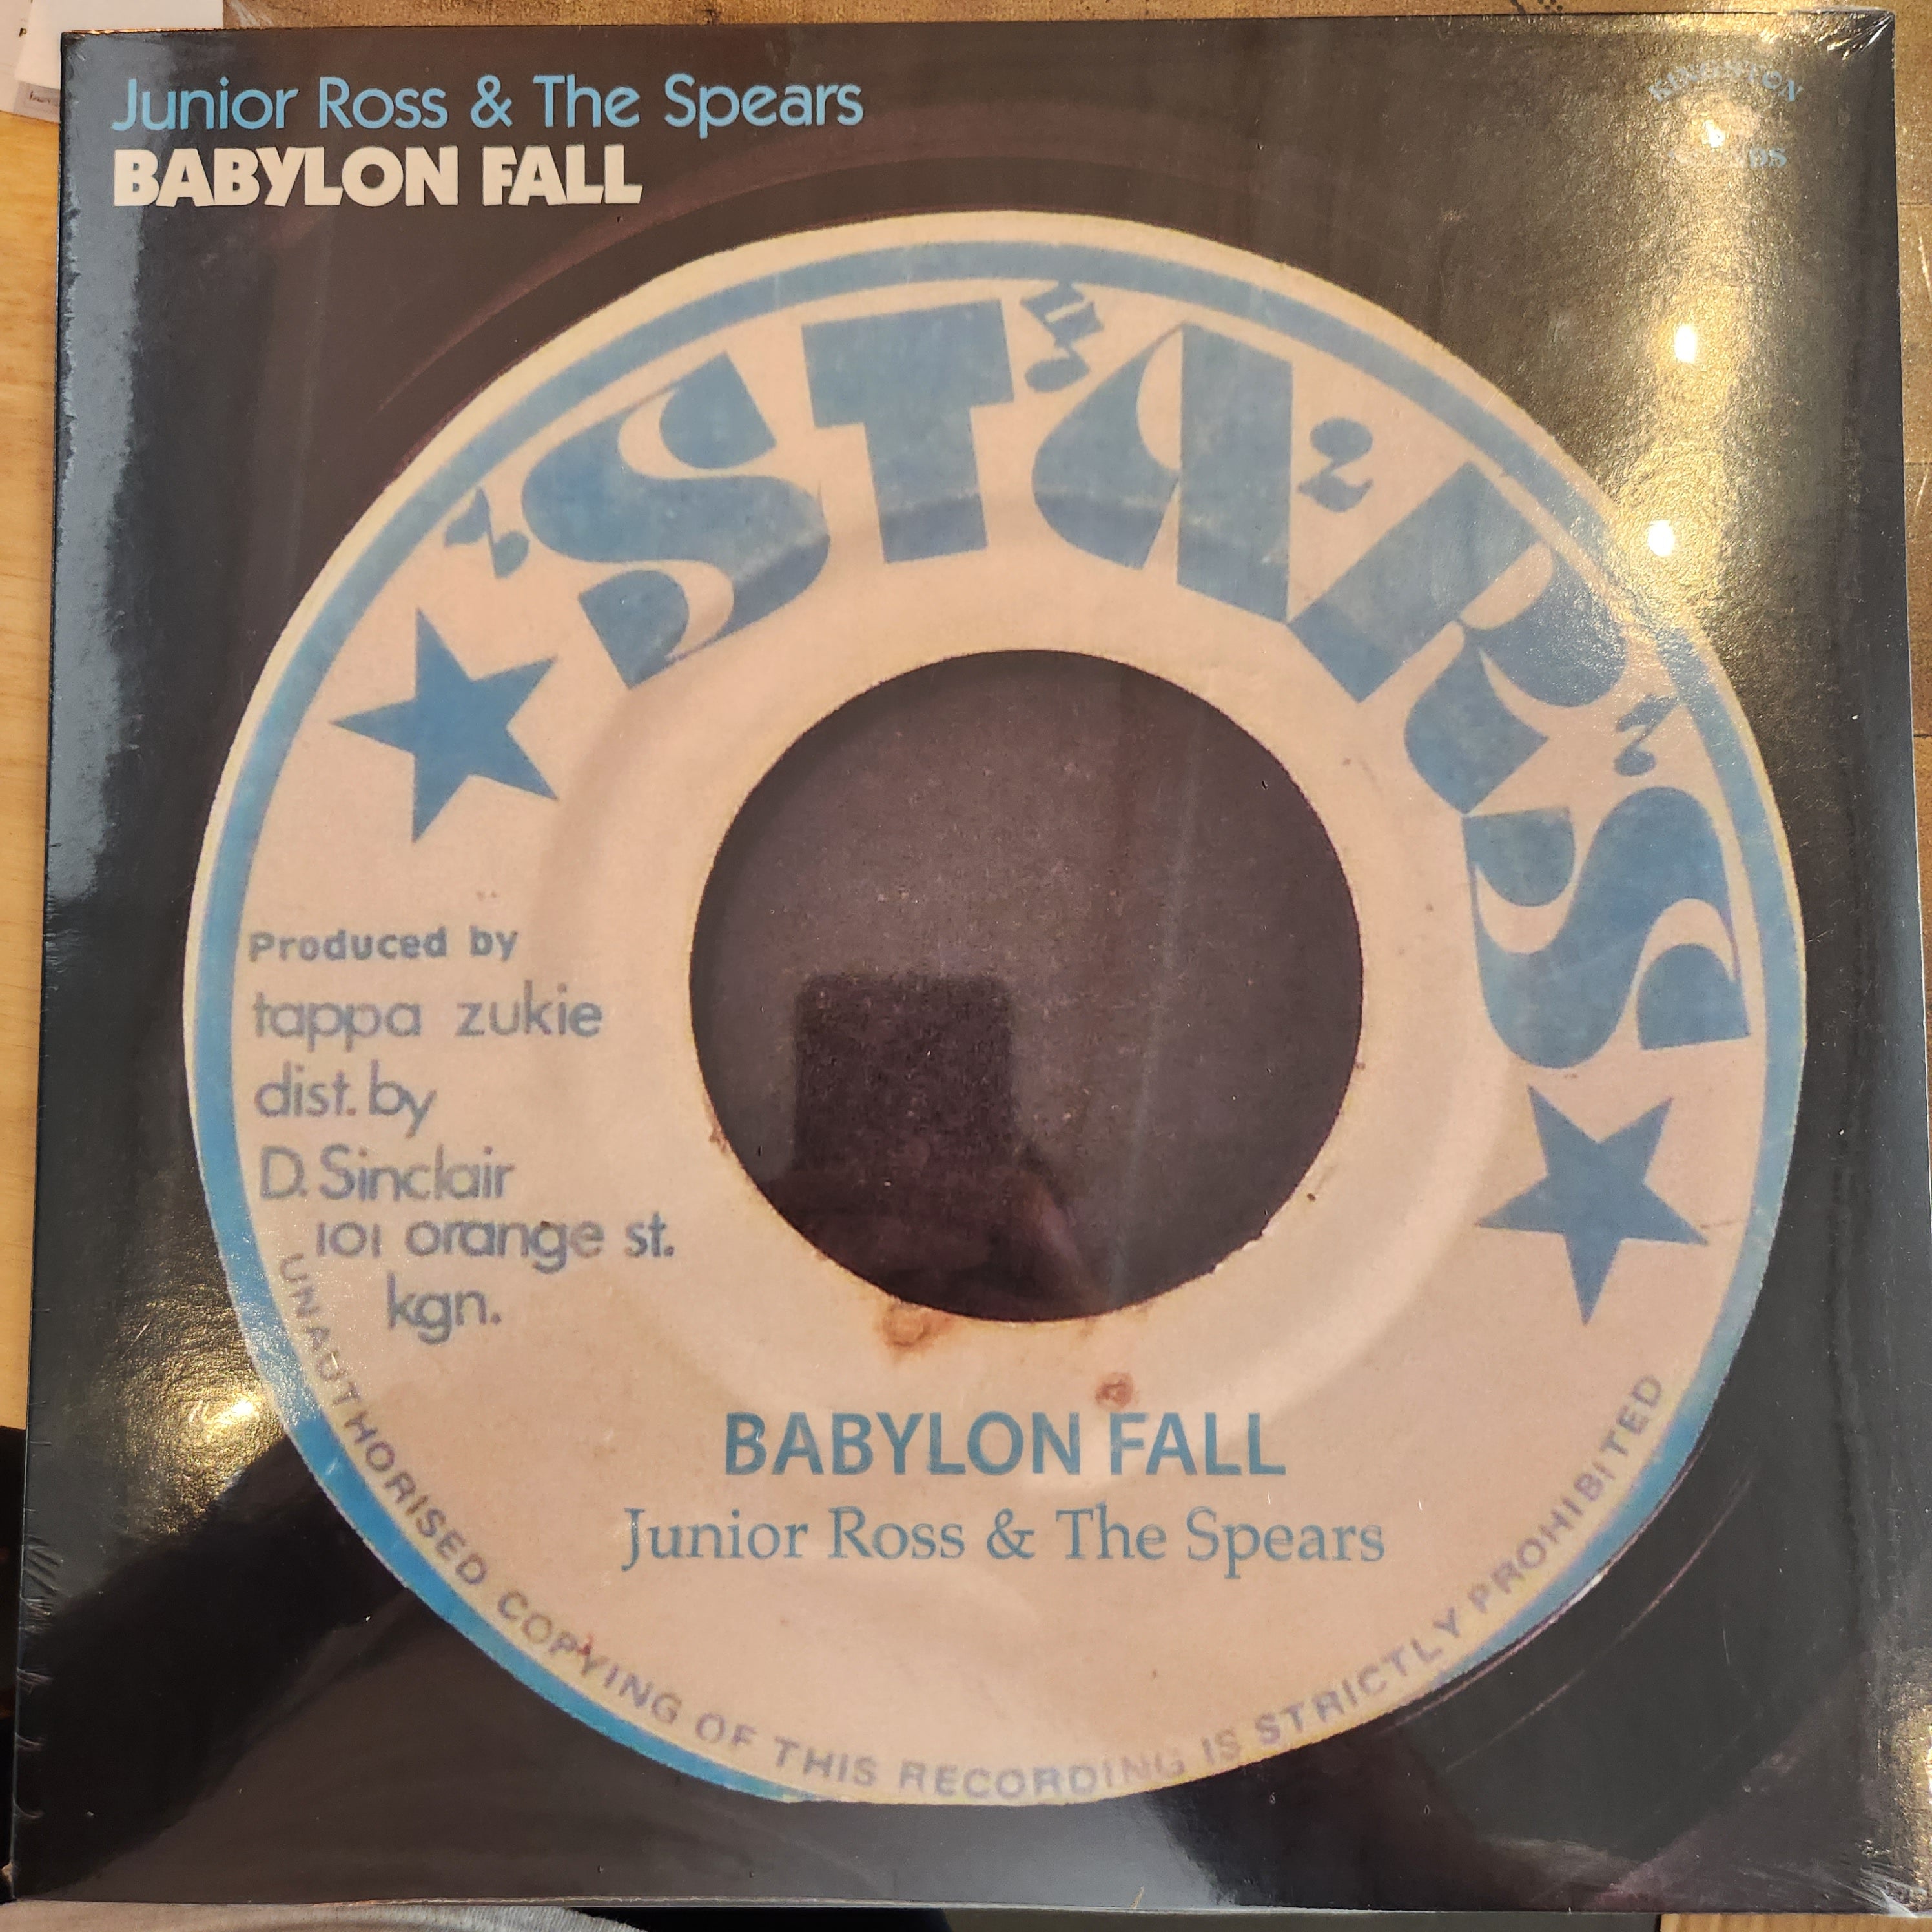 Junior Ross & The Spears
BABYLON FALL
KINGSTON
STARS
Produced by
tappa zukie
dist. by
D. Sinclair
101 orange st.
kgn.
BABYLON FALL
Junior Ross & The Spears
UNAUTHORISED COPYING OF THIS RECORDING IS STRICTLY PROHIBITED